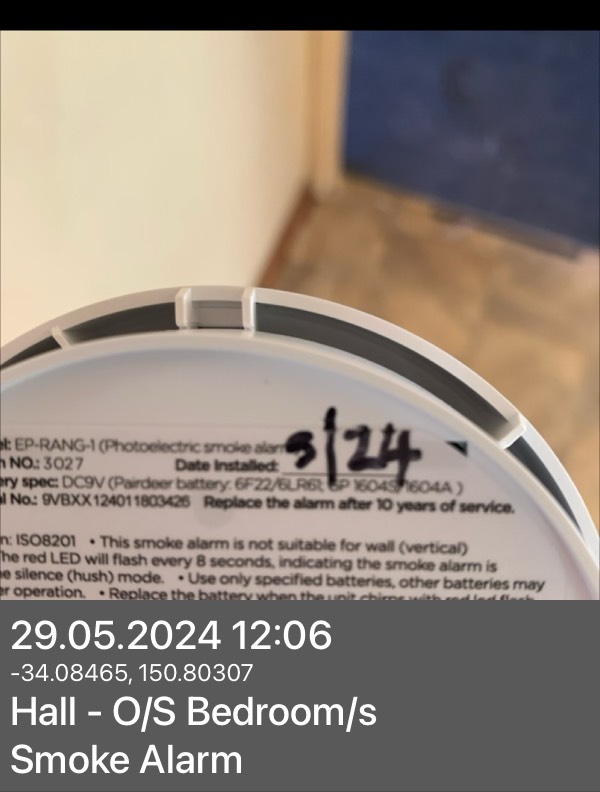 el: EP-RANG-1 (Photoelectric smoke alar
n NO.: 3027 Date Installed: 5/24
ery spec: DC9V (Pairdeer battery: 6F22/6LR61; GP 1604S/1604A )
al No.: 9VBXX124011803426 Replace the alarm after 10 years of service.
n: ISO8201 • This smoke alarm is not suitable for wall (vertical)
he red LED will flash every 8 seconds, indicating the smoke alarm is
e silence (hush) mode. • Use only specified batteries, other batteries may
er operation. • Replace the battery when the unit chirps with red led flash
29.05.2024 12:06
-34.08465, 150.80307
Hall - O/S Bedroom/s
Smoke Alarm